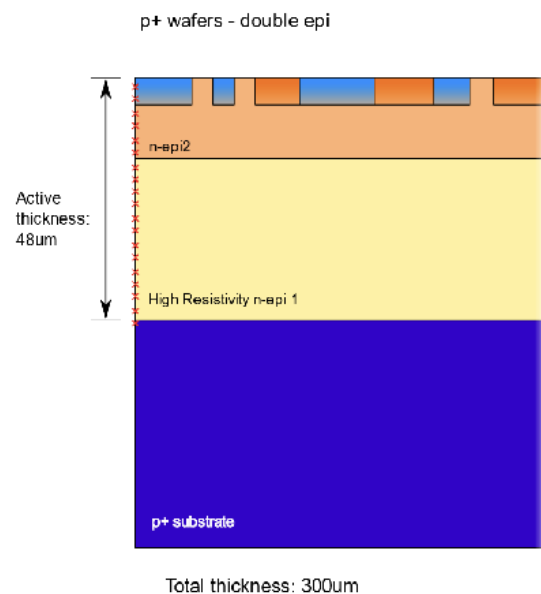 p+ wafers - double epi
n-epi2
Active
thickness:
48um
High Resistivity n-epi 1
p+ substrate
Total thickness: 300um